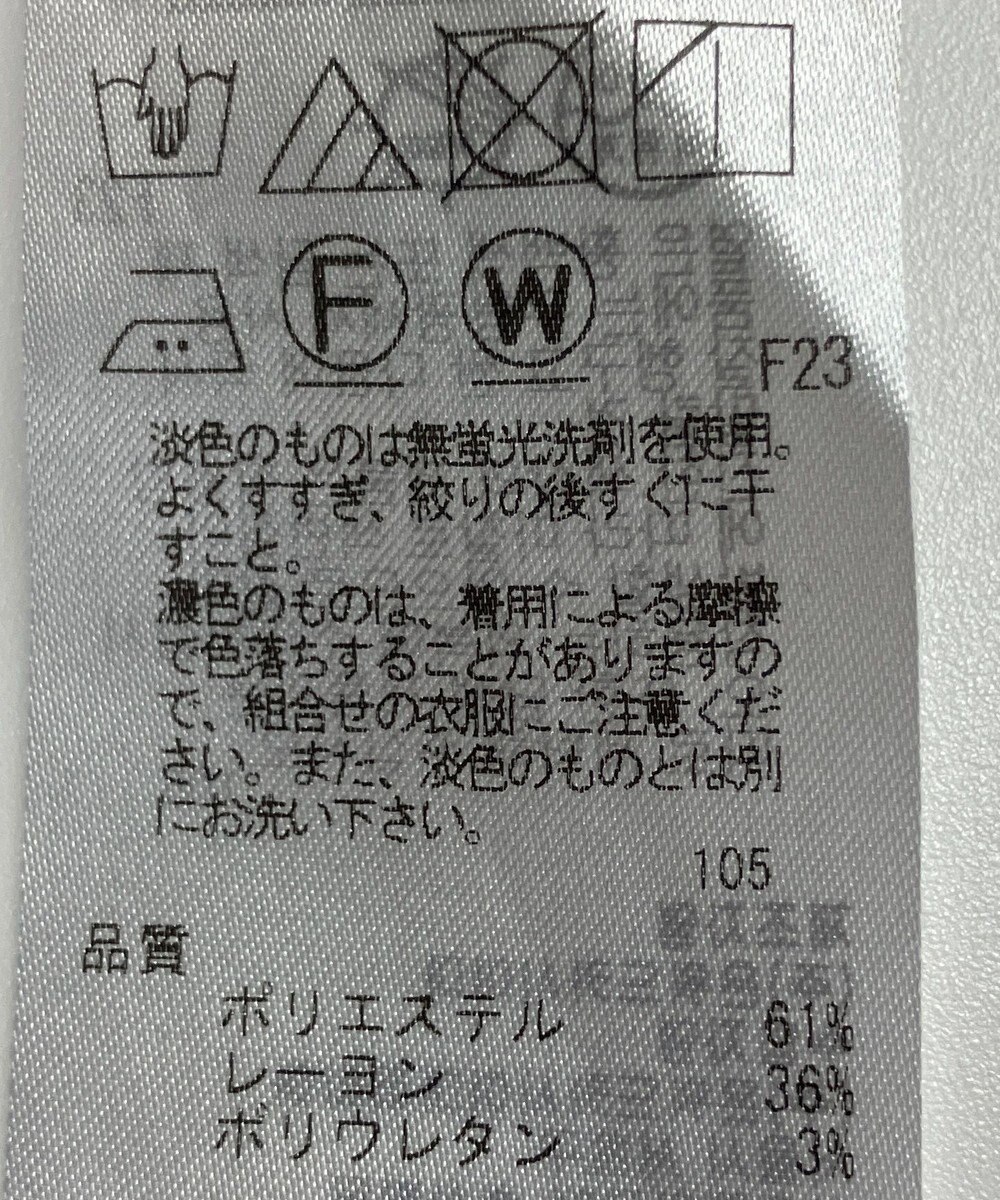 F
W
F23
淡色のものは無蛍光洗剤を使用。
よくすすぎ、絞りの後すぐに干
すこと。
濃色のものは、着用による摩擦
で色落ちすることがありますの
で、組合せの衣服にご注意くだ
さい。また、淡色のものとは別
にお洗い下さい。
105
品質
ポリエステル 61%
レーヨン 36%
ポリウレタン 3%